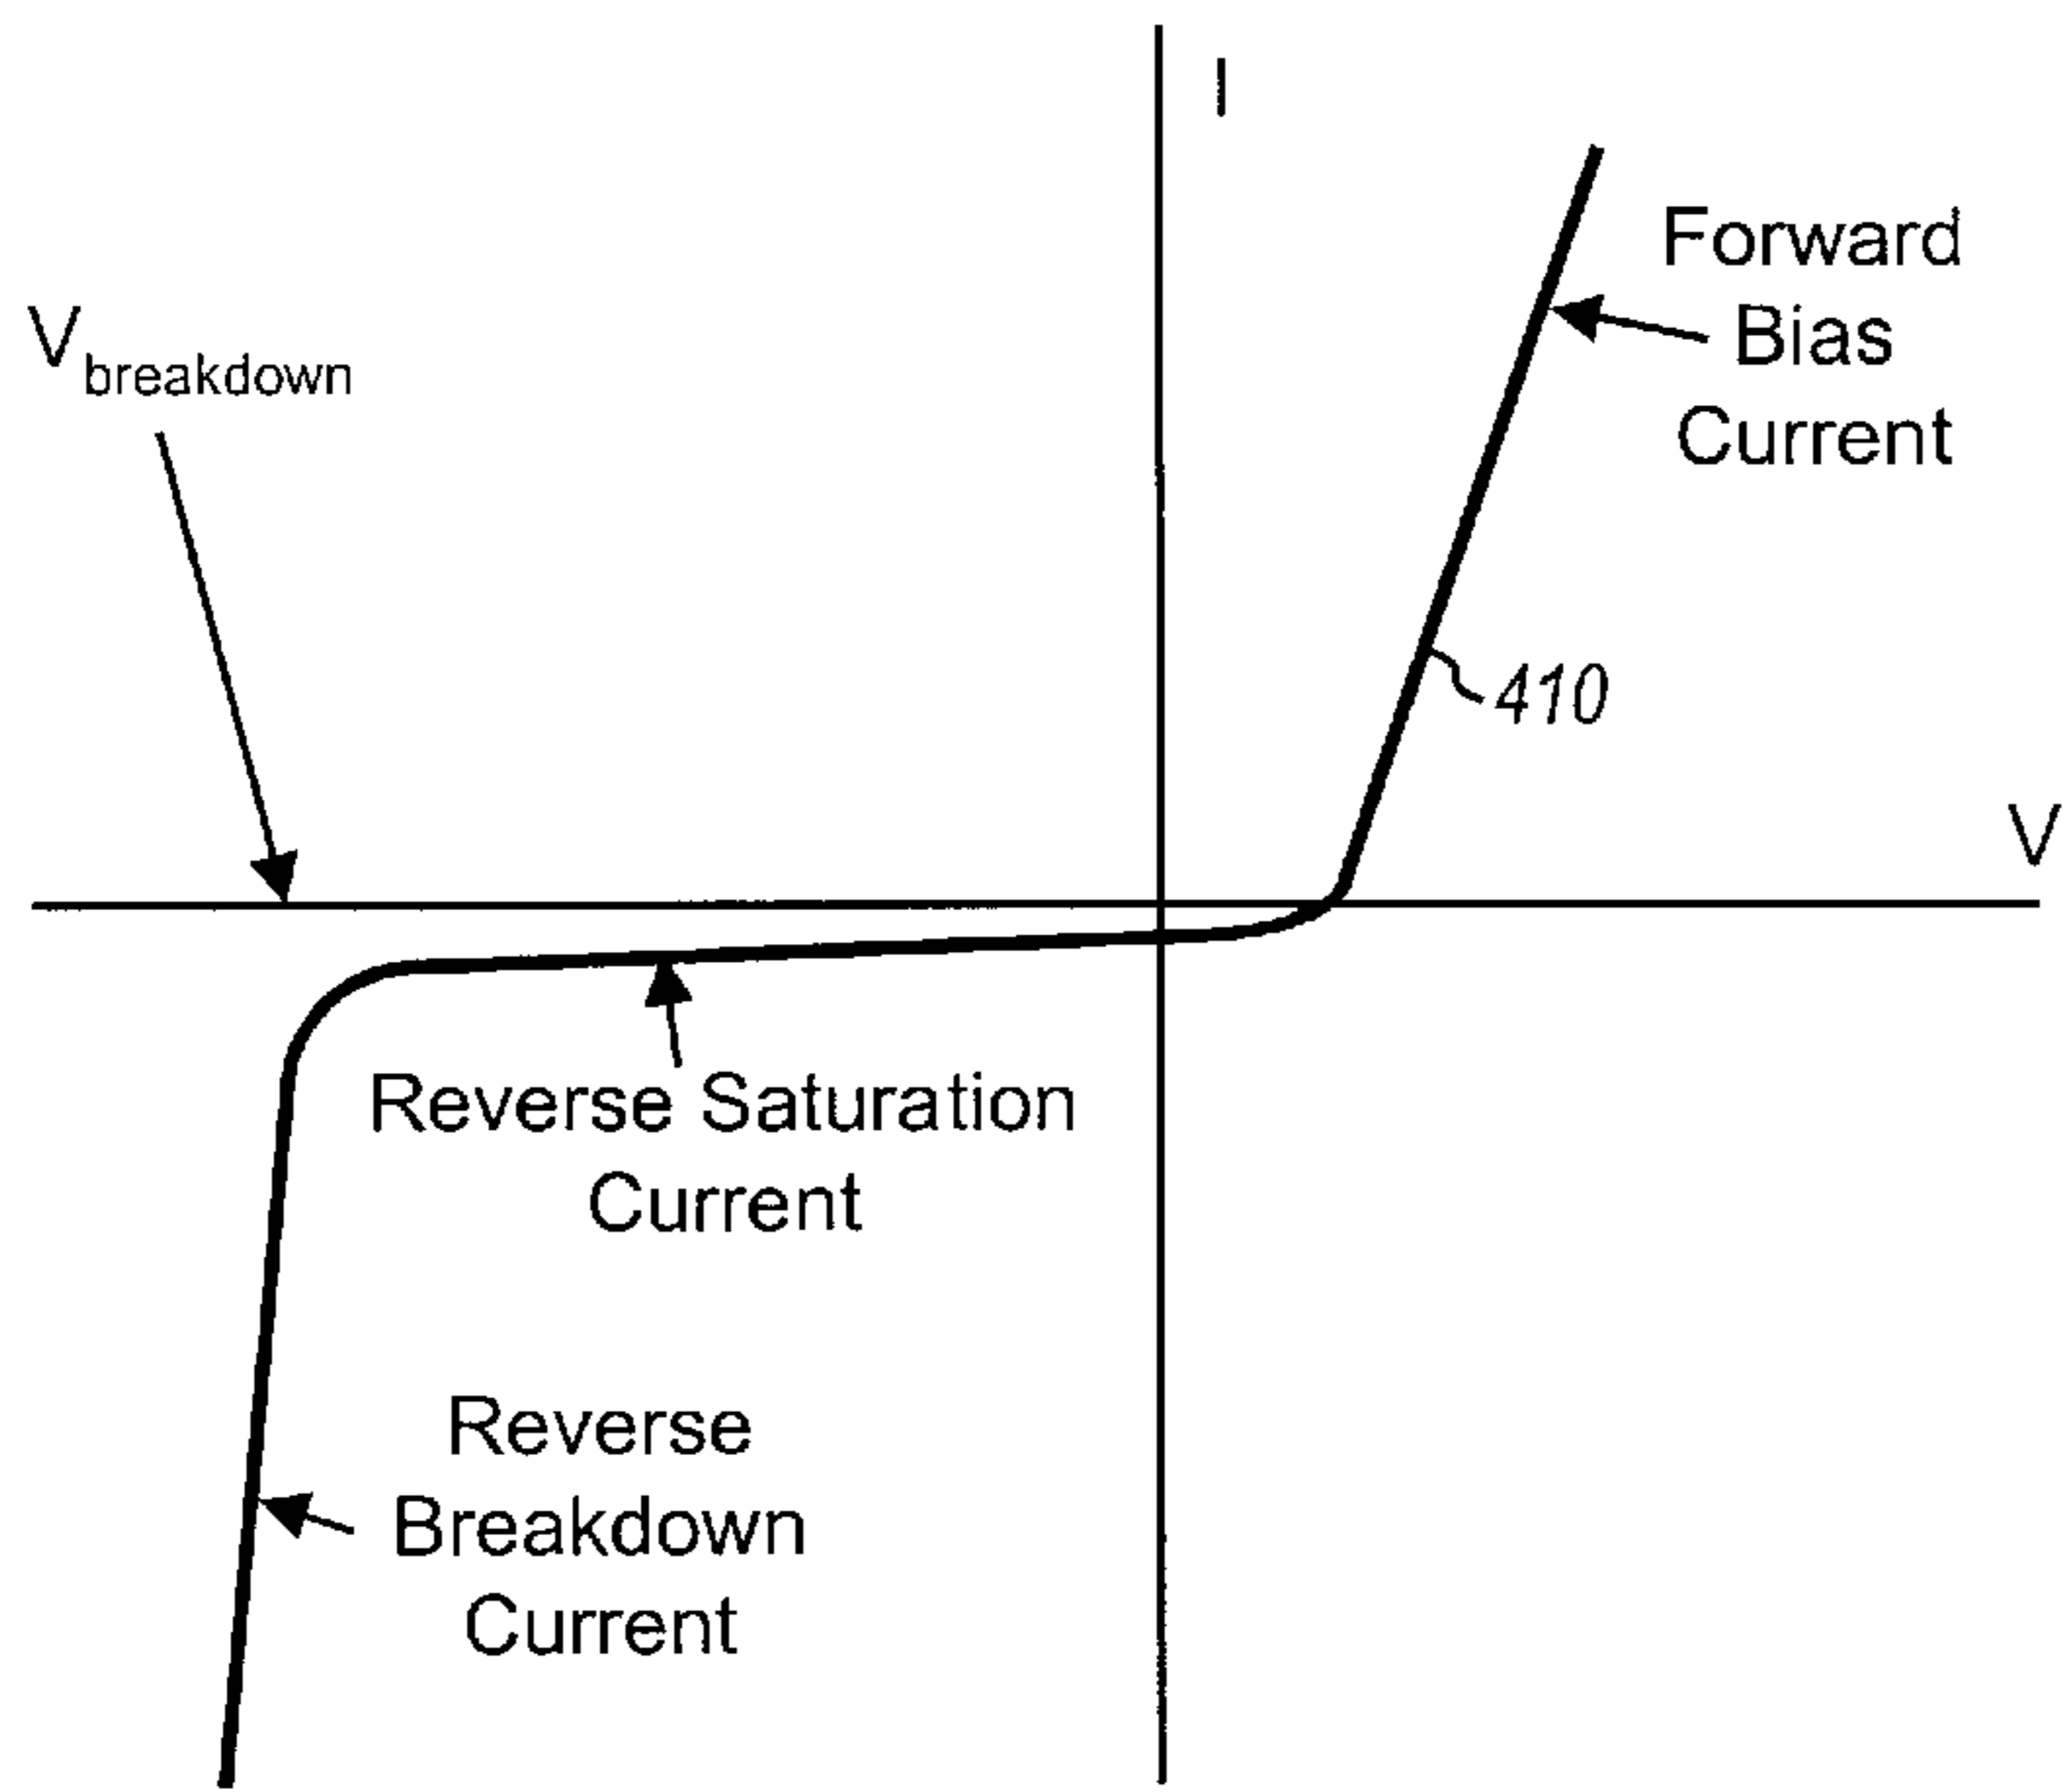 I
Forward
Bias
Current
V breakdown
410
V
Reverse Saturation
Current
Reverse
Breakdown
Current